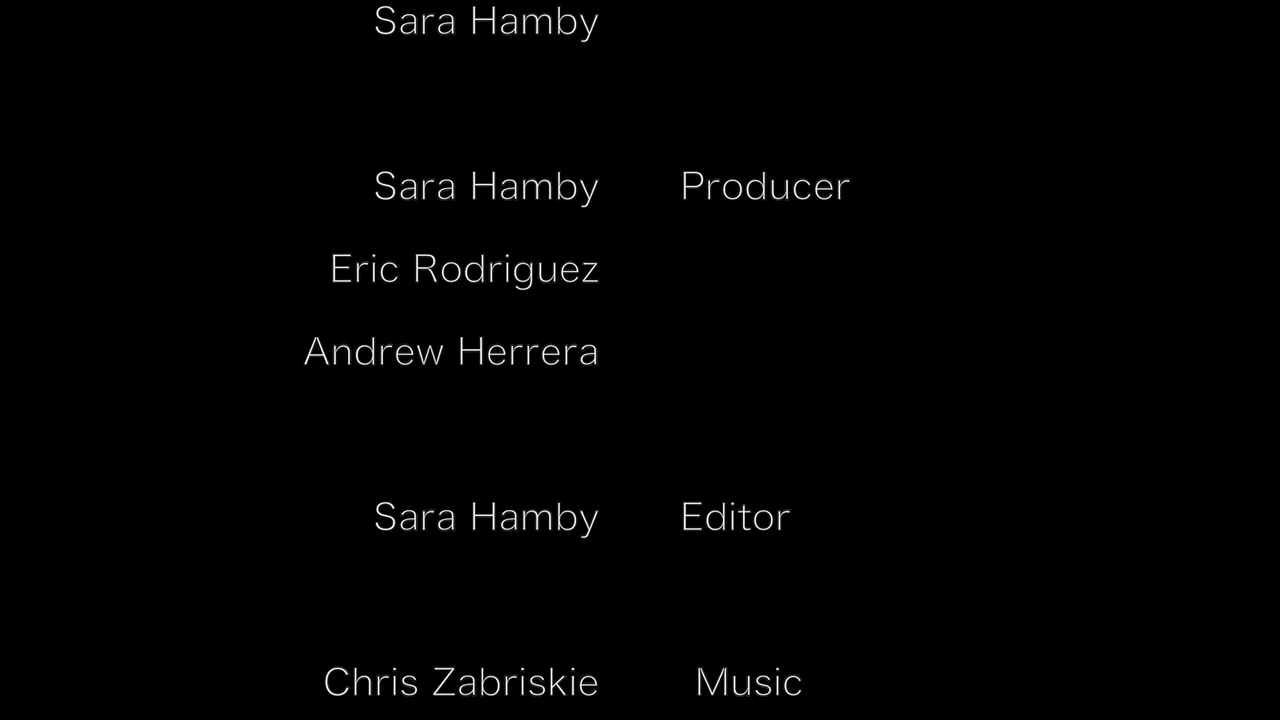 Sara Hamby
Sara Hamby Producer
Eric Rodriguez
Andrew Herrera
Sara Hamby Editor
Chris Zabriskie Music